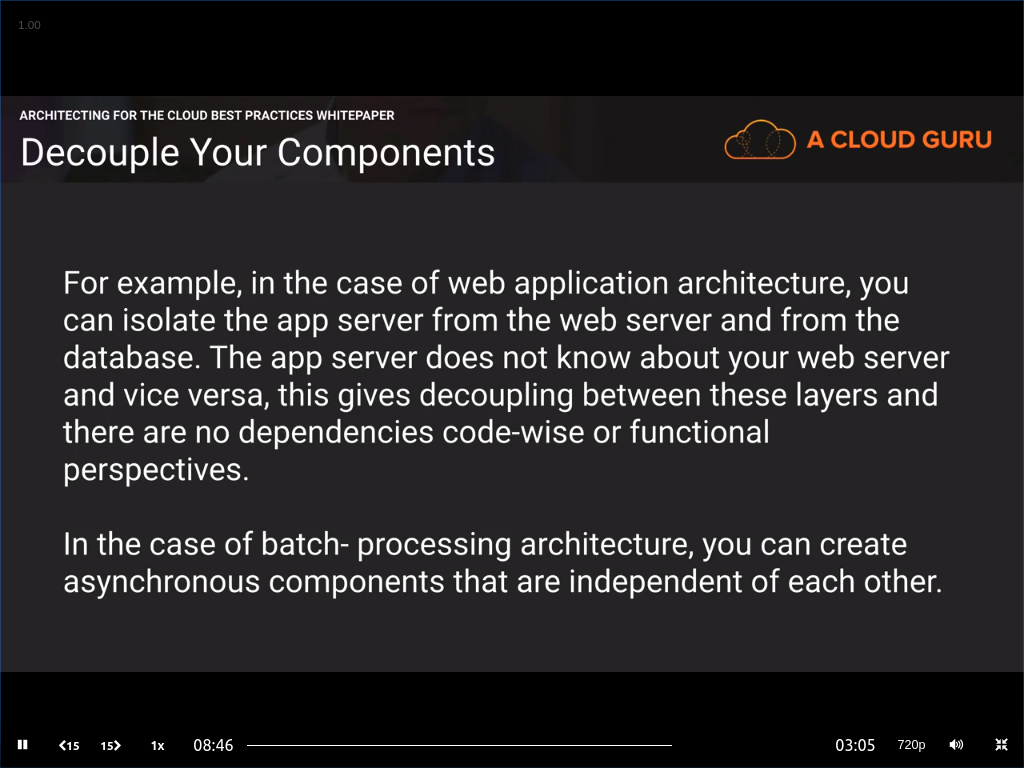 1.00
ARCHITECTING FOR THE CLOUD BEST PRACTICES WHITEPAPER
Decouple Your Components
A CLOUD GURU
For example, in the case of web application architecture, you
can isolate the app server from the web server and from the
database. The app server does not know about your web server
and vice versa, this gives decoupling between these layers and
there are no dependencies code-wise or functional
perspectives.
In the case of batch- processing architecture, you can create
asynchronous components that are independent of each other.
15 15 1x 08:46 03:05 720p